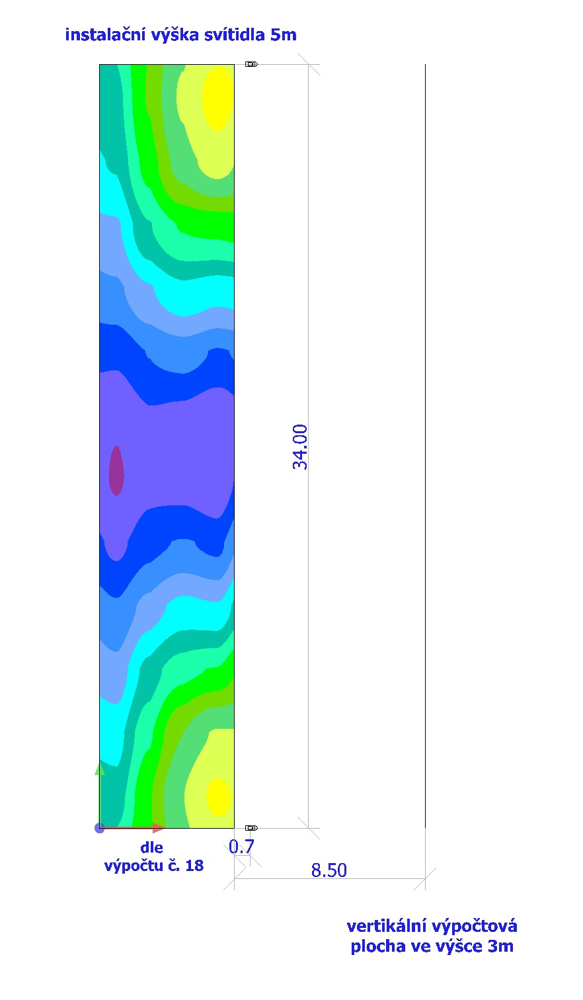 instalační výška svítidla 5m
34.00
dle
výpočtu č. 18
0.7
8.50
vertikální výpočtová
plocha ve výšce 3m